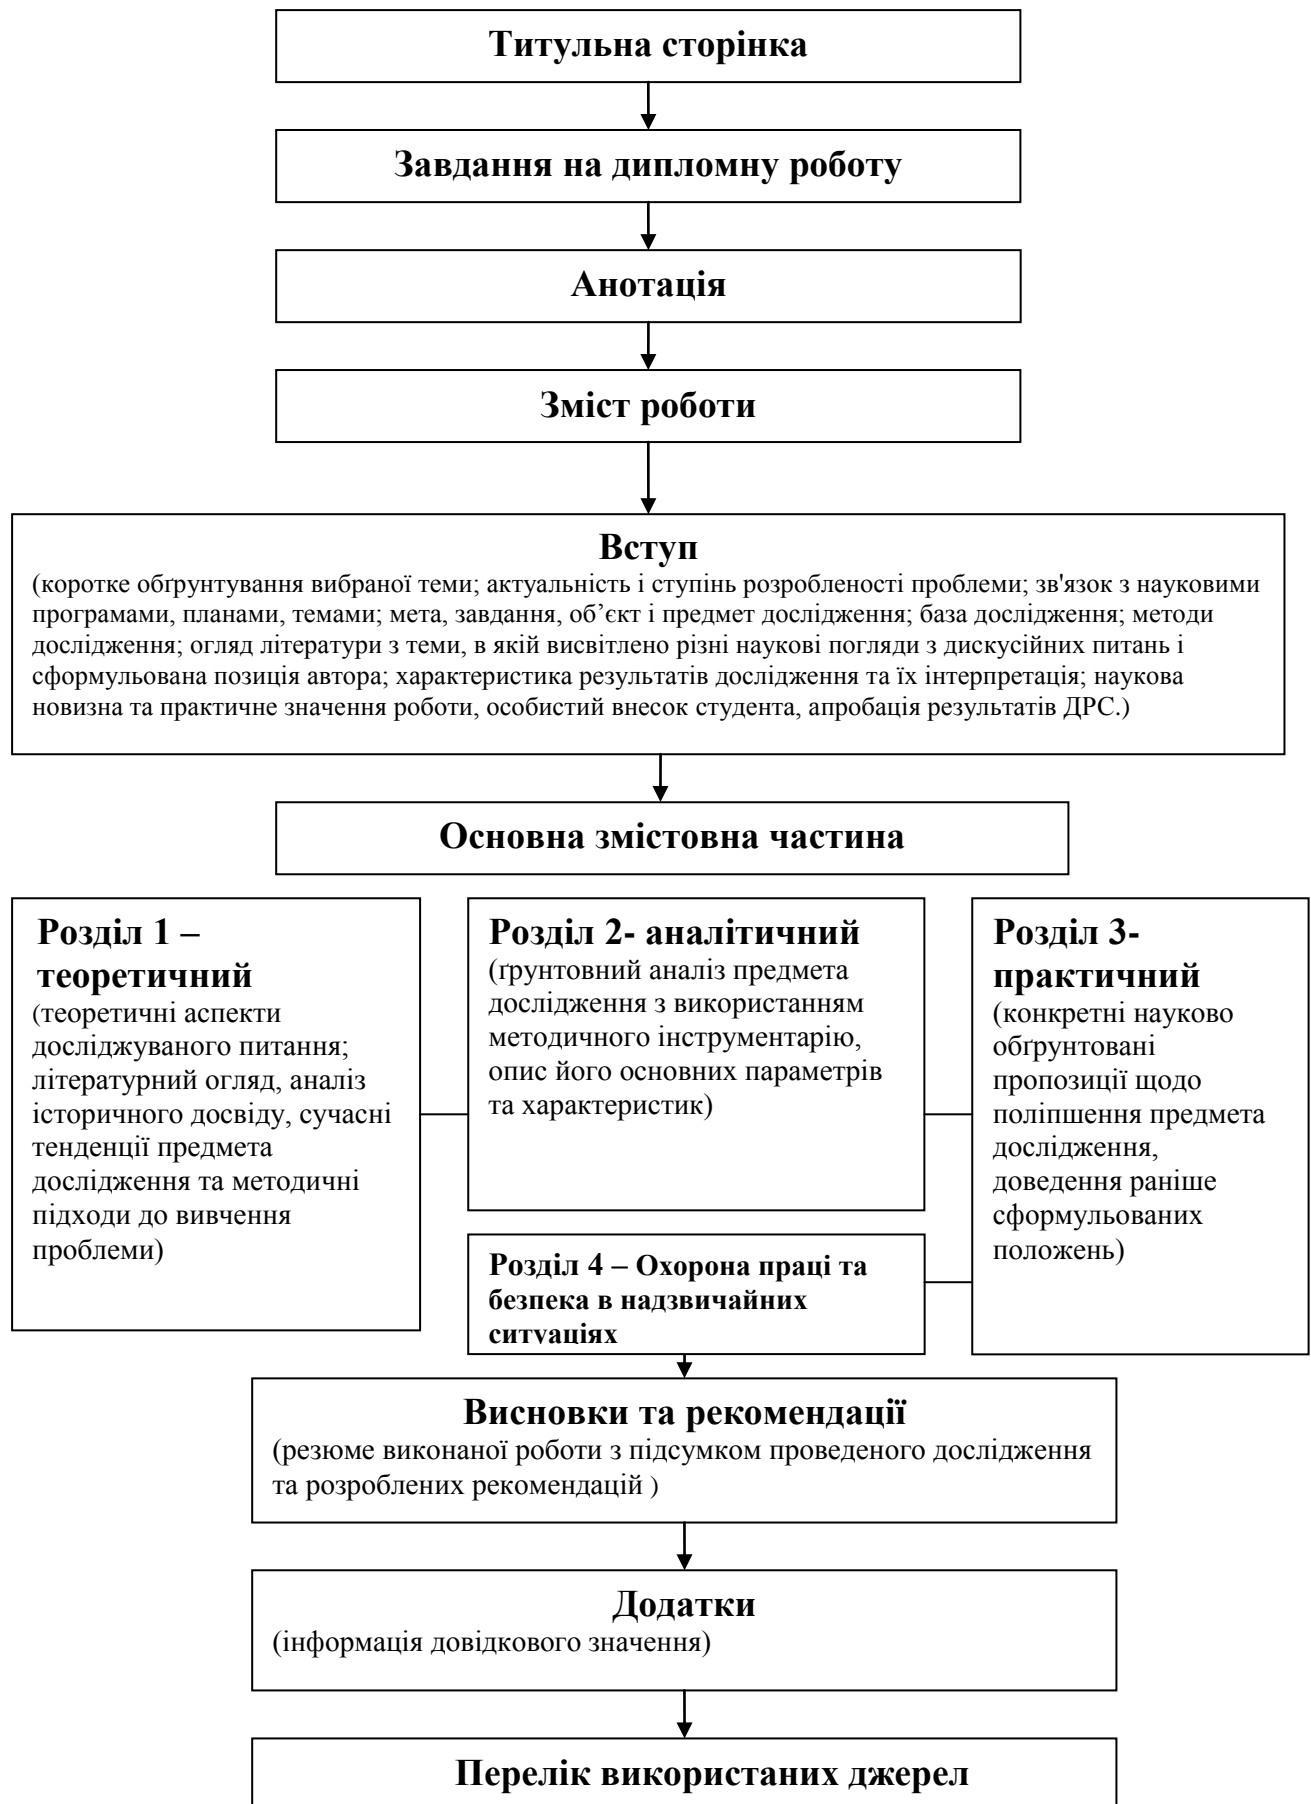 Титульна сторінка
Завдання на дипломну роботу
Анотація
Зміст роботи
Вступ
(коротке обґрунтування вибраної теми; актуальність і ступінь розробленості проблеми; зв'язок з науковими
програмами, планами, темами; мета, завдання, об’єкт і предмет дослідження; база дослідження; методи
дослідження; огляд літератури з теми, в якій висвітлено різні наукові погляди з дискусійних питань і
сформульована позиція автора; характеристика результатів дослідження та їх інтерпретація; наукова
новизна та практичне значення роботи, особистий внесок студента, апробація результатів ДРС.)
Основна змістовна частина
Розділ 1 –
теоретичний
(теоретичні аспекти
досліджуваного питання;
літературний огляд, аналіз
історичного досвіду, сучасні
тенденції предмета
дослідження та методичні
підходи до вивчення
проблеми)
Розділ 2- аналітичний
(ґрунтовний аналіз предмета
дослідження з використанням
методичного інструментарію,
опис його основних параметрів
та характеристик)
Розділ 3-
практичний
(конкретні науково
обґрунтовані
пропозиції щодо
поліпшення предмета
дослідження,
доведення раніше
сформульованих
положень)
Розділ 4 – Охорона праці та
безпека в надзвичайних
ситуаціях
Висновки та рекомендації
(резюме виконаної роботи з підсумком проведеного дослідження
та розроблених рекомендацій )
Додатки
(інформація довідкового значення)
Перелік використаних джерел